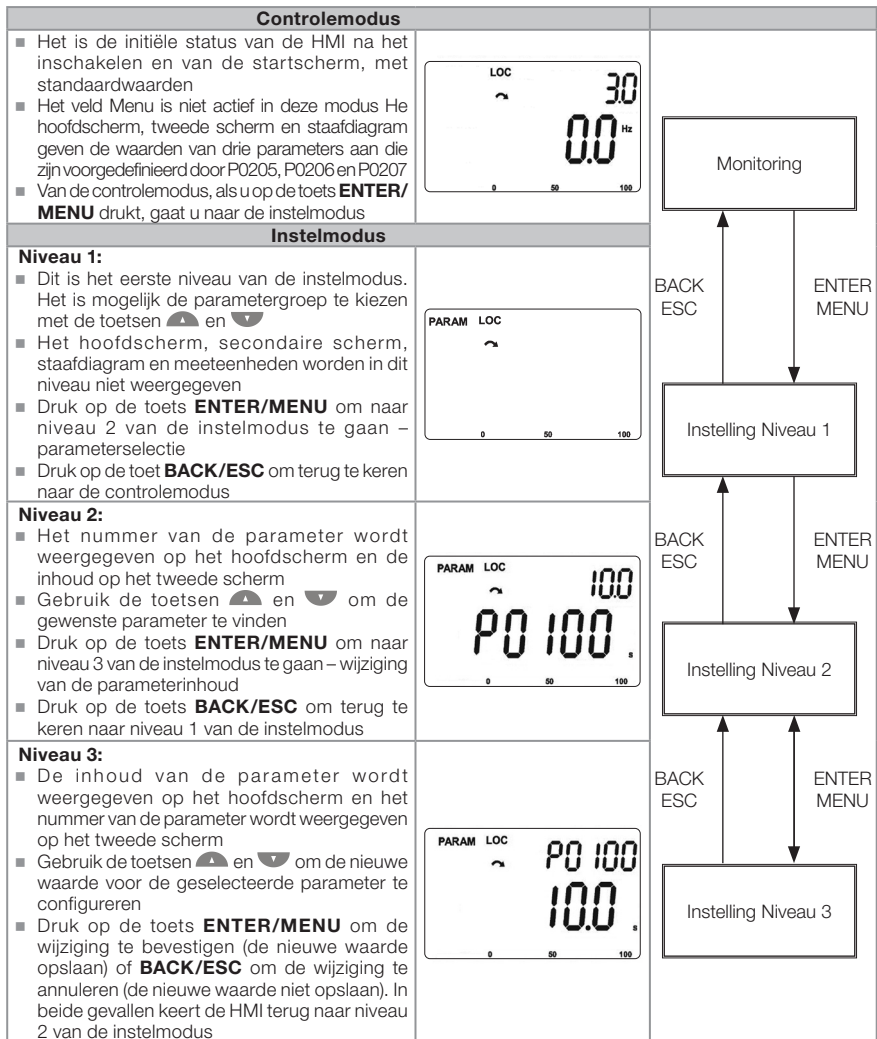 Controlemodus
■ Het is de initiële status van de HMI na het
inschakelen en van de startscherm, met
standaardwaarden
■ Het veld Menu is niet actief in deze modus He
hoofdscherm, tweede scherm en staafdiagram
geven de waarden van drie parameters aan die
zijn voorgedefinieerd door P0205, P0206 en P0207
■ Van de controlemodus, als u op de toets ENTER/
MENU drukt, gaat u naar de instelmodus
LOC
3.0
0.0 Hz
0 50 100
Instelmodus
Niveau 1:
■ Dit is het eerste niveau van de instelmodus.
Het is mogelijk de parametergroep te kiezen
met de toetsen en
■ Het hoofdscherm, secondaire scherm,
staafdiagram en meeteenheden worden in dit
niveau niet weergegeven
■ Druk op de toets ENTER/MENU om naar
niveau 2 van de instelmodus te gaan –
parameterselectie
■ Druk op de toet BACK/ESC om terug te keren
naar de controlemodus
PARAM LOC
0 50 100
Niveau 2:
■ Het nummer van de parameter wordt
weergegeven op het hoofdscherm en de
inhoud op het tweede scherm
■ Gebruik de toetsen en om de
gewenste parameter te vinden
■ Druk op de toets ENTER/MENU om naar
niveau 3 van de instelmodus te gaan – wijziging
van de parameterinhoud
■ Druk op de toets BACK/ESC om terug te
keren naar niveau 1 van de instelmodus
PARAM LOC
10.0
P0100 s
0 50 100
Niveau 3:
■ De inhoud van de parameter wordt
weergegeven op het hoofdscherm en het
nummer van de parameter wordt weergegeven
op het tweede scherm
■ Gebruik de toetsen en om de nieuwe
waarde voor de geselecteerde parameter te
configureren
■ Druk op de toets ENTER/MENU om de
wijziging te bevestigen (de nieuwe waarde
opslaan) of BACK/ESC om de wijziging te
annuleren (de nieuwe waarde niet opslaan). In
beide gevallen keert de HMI terug naar niveau
2 van de instelmodus
PARAM LOC
P0100
10.0 s
0 50 100
Monitoring
BACK
ESC
ENTER
MENU
Instelling Niveau 1
BACK
ESC
ENTER
MENU
Instelling Niveau 2
BACK
ESC
ENTER
MENU
Instelling Niveau 3